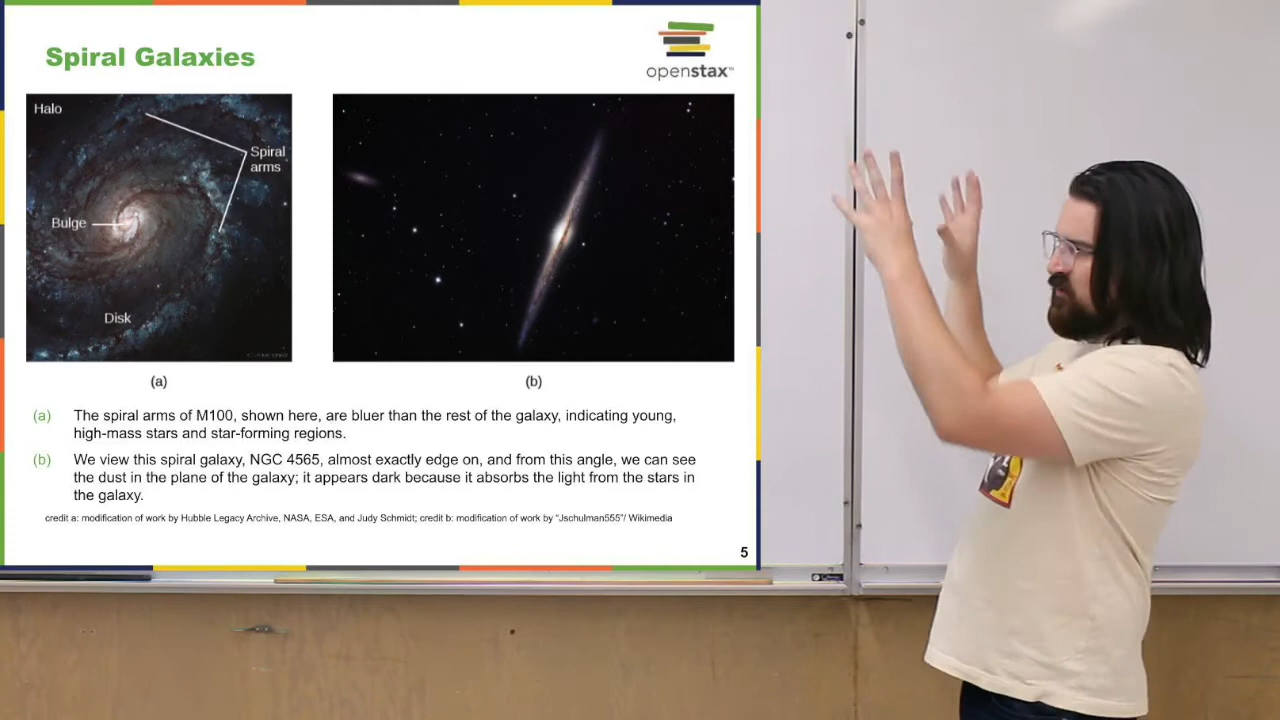 Spiral Galaxies
openstax™
Halo
Spiral
arms
Bulge
Disk
(a)
(b)
(a) The spiral arms of M100, shown here, are bluer than the rest of the galaxy, indicating young,
high-mass stars and star-forming regions.
(b) We view this spiral galaxy, NGC 4565, almost exactly edge on, and from this angle, we can see
the dust in the plane of the galaxy; it appears dark because it absorbs the light from the stars in
the galaxy.
credit a: modification of work by Hubble Legacy Archive, NASA, ESA, and Judy Schmidt; credit b: modification of work by “Jschulman555”/ Wikimedia
5